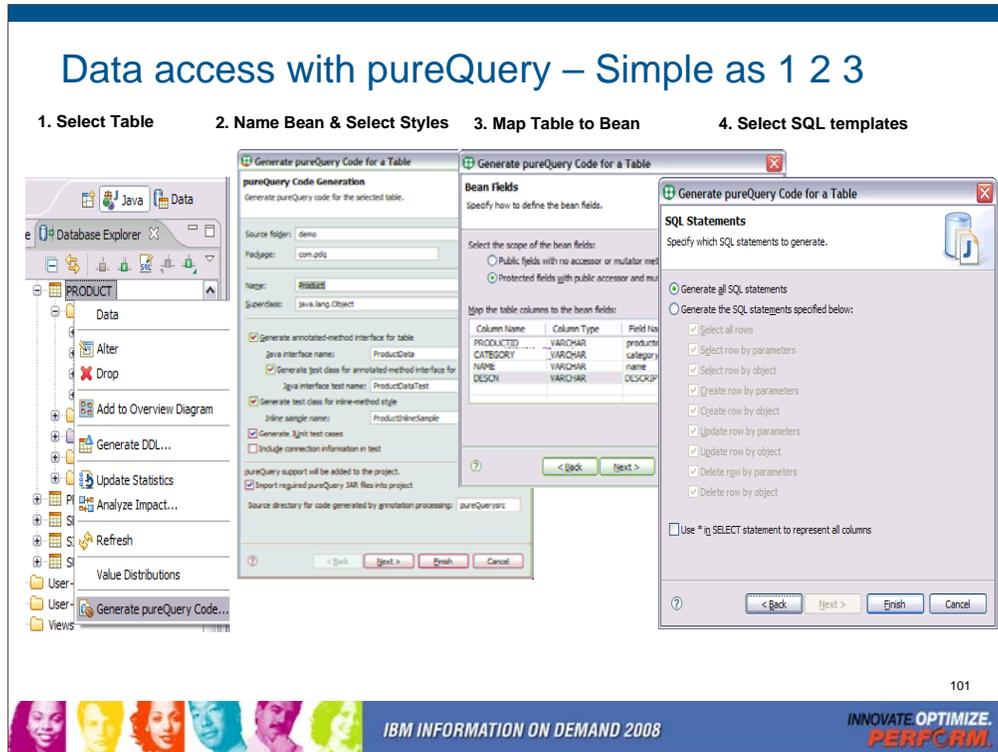 Data access with pureQuery – Simple as 1 2 3
1. Select Table
2. Name Bean & Select Styles
3. Map Table to Bean
4. Select SQL templates
Java
Data
Database Explorer
PRODUCT
Data
Alter
Drop
Add to Overview Diagram
Generate DDL...
Update Statistics
Analyze Impact...
Refresh
Value Distributions
Generate pureQuery Code...
User-
User-
Views
Generate pureQuery Code for a Table
pureQuery Code Generation
Generate pureQuery code for the selected table.
Source folder: demo
Package: com.pdq
Name: Product
Superclass: java.lang.Object
Generate annotated-method interface for table
Java interface name: ProductData
Generate test class for annotated-method interface for
Java interface test name: ProductDataTest
Generate test class for inline-method style
Inline sample name: ProductInlineSample
Generate JUnit test cases
Include connection information in test
pureQuery support will be added to the project.
Import required pureQuery JAR files into project
Source directory for code generated by annotation processing: pureQuerysrc
< Back Next > Finish Cancel
Generate pureQuery Code for a Table
Bean Fields
Specify how to define the bean fields.
Select the scope of the bean fields:
Public fields with no accessor or mutator met
Protected fields with public accessor and mu
Map the table columns to the bean fields:
Column Name Column Type Field Na
PRODUCTID VARCHAR
CATEGORY VARCHAR category
NAME VARCHAR name
DESCN VARCHAR DESCRIP
< Back Next >
Generate pureQuery Code for a Table
SQL Statements
Specify which SQL statements to generate.
Generate all SQL statements
Generate the SQL statements specified below:
Select all rows
Select row by parameters
Select row by object
Create row by parameters
Create row by object
Update row by parameters
Update row by object
Delete row by parameters
Delete row by object
Use * in SELECT statement to represent all columns
< Back Next > Finish Cancel
101
IBM INFORMATION ON DEMAND 2008
INNOVATE.OPTIMIZE.
PERFORM.